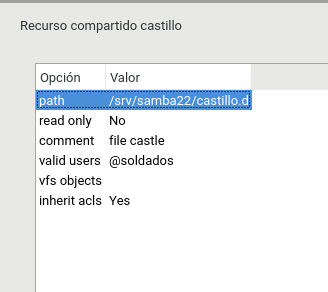 Recurso compartido castillo
Opción Valor
path /srv/samba22/castillo.d
read only No
comment file castle
valid users @soldados
vfs objects
inherit acls Yes